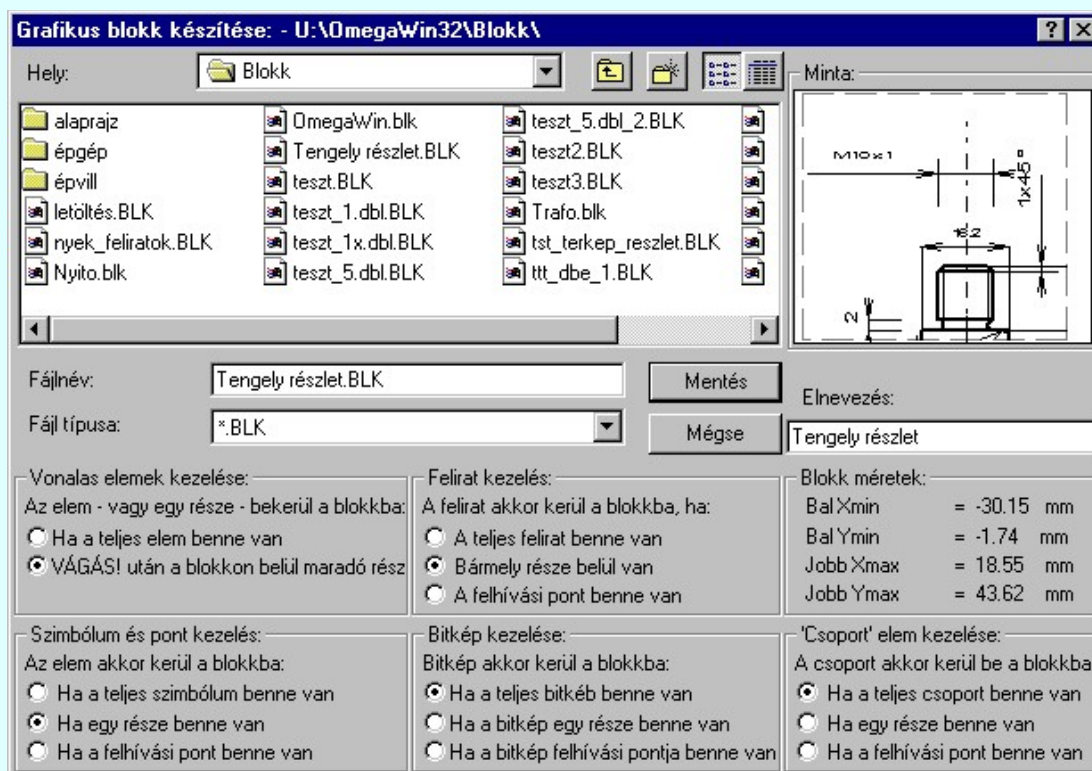 Grafikus blokk készítése: - U:\OmegaWin32\Blokk\
Hely:
Blokk
Minta:
alaprajz
épgép
épvill
letöltés.BLK
nyek_feliratok.BLK
Nyito.blk
OmegaWin.blk
Tengely részlet.BLK
teszt.BLK
teszt_1.dbl.BLK
teszt_1x.dbl.BLK
teszt_5.dbl.BLK
teszt_5.dbl_2.BLK
teszt2.BLK
teszt3.BLK
Trafo.blk
tst_terkep_reszlet.BLK
ttt_dbe_1.BLK
M10x1
1x45°
16.2
2
Fájlnév:
Tengely részlet.BLK
Mentés
Fájl típusa:
*.BLK
Mégse
Elnevezés:
Tengely részlet
Vonalas elemek kezelése:
Az elem - vagy egy része - bekerül a blokkba:
Ha a teljes elem benne van
VÁGÁS! után a blokkon belül maradó rész
Felirat kezelés:
A felirat akkor kerül a blokkba, ha:
A teljes felirat benne van
Bármely része belül van
A felhívási pont benne van
Blokk méretek:
Bal Xmin = -30.15 mm
Bal Ymin = -1.74 mm
Jobb Xmax = 18.55 mm
Jobb Ymax = 43.62 mm
Szimbólum és pont kezelés:
Az elem akkor kerül a blokkba:
Ha a teljes szimbólum benne van
Ha egy része benne van
Ha a felhívási pont benne van
Bitkép kezelése:
Bitkép akkor kerül a blokkba:
Ha a teljes bitkéb benne van
Ha a bitkép egy része benne van
Ha a bitkép felhívási pontja benne van
'Csoport' elem kezelése:
A csoport akkor kerül be a blokkba
Ha a teljes csoport benne van
Ha egy része benne van
Ha a felhívási pont benne van